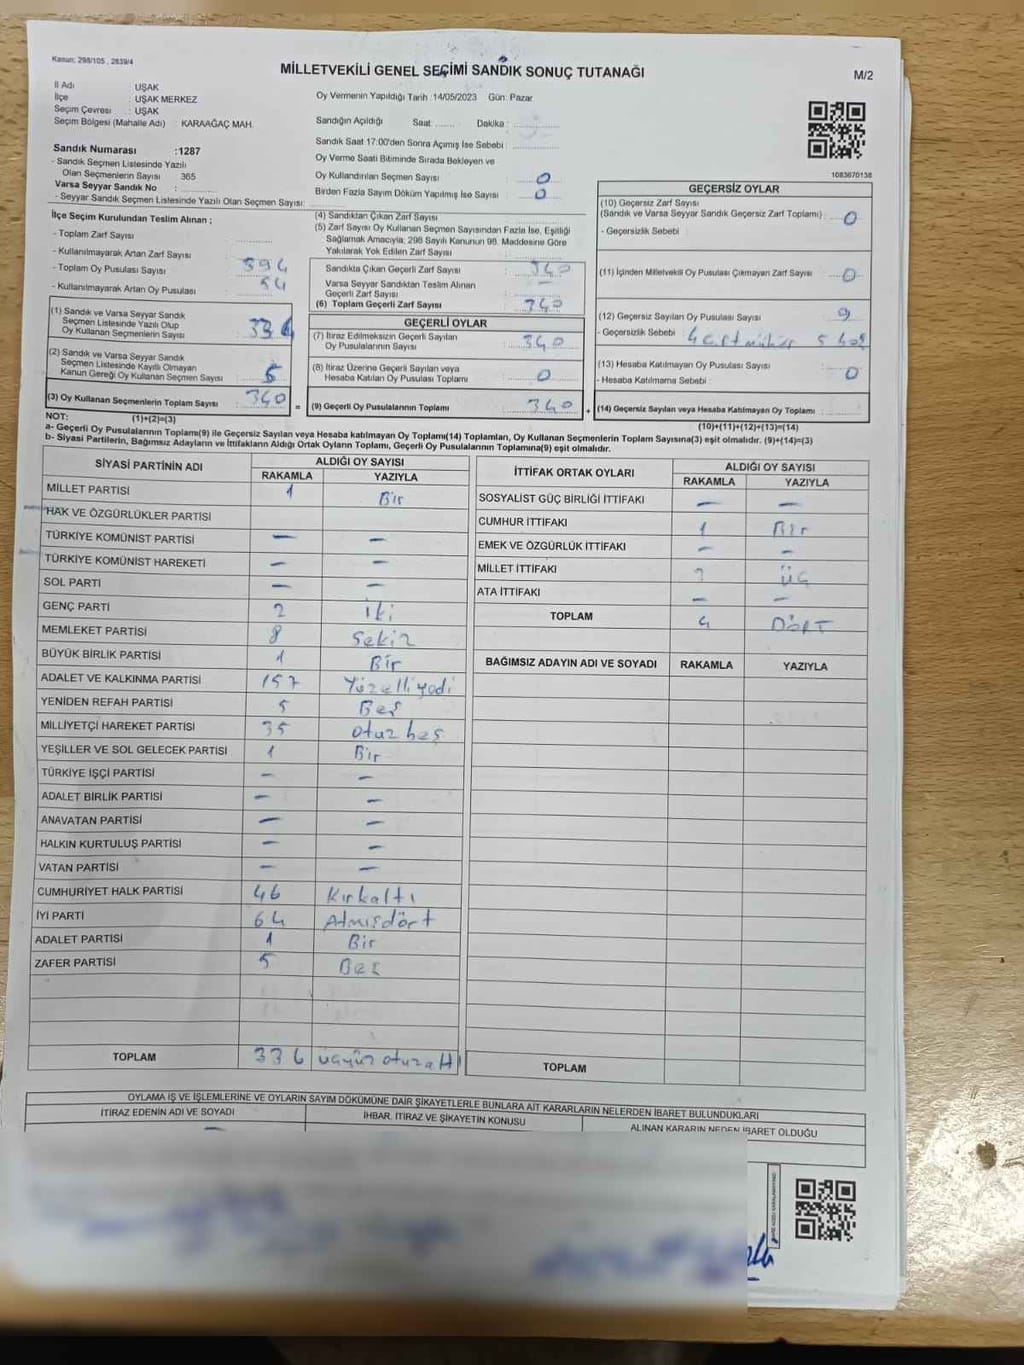 Kanun: 298/105 , 2839/4
MİLLETVEKİLİ GENEL SEÇİMİ SANDIK SONUÇ TUTANAĞI
M/2
İl Adı : UŞAK
İlçe : UŞAK MERKEZ
Seçim Çevresi : UŞAK
Seçim Bölgesi (Mahalle Adı) : KARAAĞAÇ MAH.
Sandık Numarası :1287
- Sandık Seçmen Listesinde Yazılı
Olan Seçmenlerin Sayısı 365
Varsa Seyyar Sandık No :
- Seyyar Sandık Seçmen Listesinde Yazılı Olan Seçmen Sayısı:
Oy Vermenin Yapıldığı Tarih :14/05/2023 Gün: Pazar
Sandığın Açıldığı Saat ....... Dakika :
Sandık Saat 17:00'den Sonra Açımış İse Sebebi :
Oy Verme Saati Bitiminde Sırada Bekleyen ve
Oy Kullandırılan Seçmen Sayısı 0
Birden Fazla Sayım Döküm Yapılmış İse Sayısı 0
1083670138
İlçe Seçim Kurulundan Teslim Alınan ;
- Toplam Zarf Sayısı
- Kullanılmayarak Artan Zarf Sayısı
- Toplam Oy Pusulası Sayısı 394
- Kullanılmayarak Artan Oy Pusulası 54
(1) Sandık ve Varsa Seyyar Sandık
Seçmen Listesinde Yazılı Olup
Oy Kullanan Seçmenlerin Sayısı
(2) Sandık ve Varsa Seyyar Sandık
Seçmen Listesinde Kayıtlı Olmayan
Kanun Gereği Oy Kullanan Seçmen Sayısı
(3) Oy Kullanan Seçmenlerin Toplam Sayısı 340
(1)+(2)=(3)
(4) Sandıktan Çıkan Zarf Sayısı
(5) Zarf Sayısı Oy Kullanan Seçmen Sayısından Fazla İse, Eşitliği
Sağlamak Amacıyla; 298 Sayılı Kanunun 98. Maddesine Göre
Yakılarak Yok Edilen Zarf Sayısı
Sandıkta Çıkan Geçerli Zarf Sayısı 340
Varsa Seyyar Sandıktan Teslim Alınan
Geçerli Zarf Sayısı –
(6) Toplam Geçerli Zarf Sayısı 340
GEÇERLİ OYLAR
(7) İtiraz Edilmeksizin Geçerli Sayılan
Oy Pusulalarının Sayısı 340
(8) İtiraz Üzerine Geçerli Sayılan veya
Hesaba Katılan Oy Pusulası Toplamı 0
= (9) Geçerli Oy Pusulalarının Toplamı 340 +
GEÇERSİZ OYLAR
(10) Geçersiz Zarf Sayısı
(Sandık ve Varsa Seyyar Sandık Geçersiz Zarf Toplamı) : 0
- Geçersizlik Sebebi :
(11) İçinden Milletvekili Oy Pusulası Çıkmayan Zarf Sayısı 0
(12) Geçersiz Sayılan Oy Pusulası Sayısı 9
- Geçersizlik Sebebi : 4
(13) Hesaba Katılmayan Oy Pusulası Sayısı 0
- Hesaba Katılmama Sebebi :
(14) Geçersiz Sayılan veya Hesaba Katılmayan Oy Toplamı
(10)+(11)+(12)+(13)=(14)
NOT:
a- Geçerli Oy Pusulalarının Toplamı(9) ile Geçersiz Sayılan veya Hesaba katılmayan Oy Toplamı(14) Toplamları, Oy Kullanan Seçmenlerin Toplam Sayısına(3) eşit olmalıdır. (9)+(14)=(3)
b- Siyasi Partilerin, Bağımsız Adayların ve İttifakların Aldığı Ortak Oyların Toplamı, Geçerli Oy Pusulalarının Toplamına(9) eşit olmalıdır.
SİYASİ PARTİNİN ADI ALDIĞI OY SAYISI
RAKAMLA YAZIYLA
MİLLET PARTİSİ 1 Bir
HAK VE ÖZGÜRLÜKLER PARTİSİ
TÜRKİYE KOMÜNİST PARTİSİ – –
TÜRKİYE KOMÜNİST HAREKETİ – –
SOL PARTİ – –
GENÇ PARTİ 2 İki
MEMLEKET PARTİSİ 8 Sekiz
BÜYÜK BİRLİK PARTİSİ 1 Bir
ADALET VE KALKINMA PARTİSİ 157 Yüzelliyedi
YENİDEN REFAH PARTİSİ 5 Beş
MİLLİYETÇİ HAREKET PARTİSİ 35 otuz beş
YEŞİLLER VE SOL GELECEK PARTİSİ 1 Bir
TÜRKİYE İŞÇİ PARTİSİ – –
ADALET BİRLİK PARTİSİ – –
ANAVATAN PARTİSİ – –
HALKIN KURTULUŞ PARTİSİ – –
VATAN PARTİSİ – –
CUMHURİYET HALK PARTİSİ 46 Kırkaltı
İYİ PARTİ 64 Atmışdört
ADALET PARTİSİ 1 Bir
ZAFER PARTİSİ 5 Beş
TOPLAM 336 üçyüz otuzaltı
İTTİFAK ORTAK OYLARI ALDIĞI OY SAYISI
RAKAMLA YAZIYLA
SOSYALİST GÜÇ BİRLİĞİ İTTİFAKI – –
CUMHUR İTTİFAKI 1 Bir
EMEK VE ÖZGÜRLÜK İTTİFAKI – –
MİLLET İTTİFAKI 3 üç
ATA İTTİFAKI – –
TOPLAM 4 DÖRT
BAĞIMSIZ ADAYIN ADI VE SOYADI RAKAMLA YAZIYLA
TOPLAM
OYLAMA İŞ VE İŞLEMLERİNE VE OYLARIN SAYIM DÖKÜMÜNE DAİR ŞİKAYETLERLE BUNLARA AİT KARARLARIN NELERDEN İBARET BULUNDUKLARI
İTİRAZ EDENİN ADI VE SOYADI İHBAR, İTİRAZ VE ŞİKAYETİN KONUSU ALINAN KARARIN NEDEN İBARET OLDUĞU
–